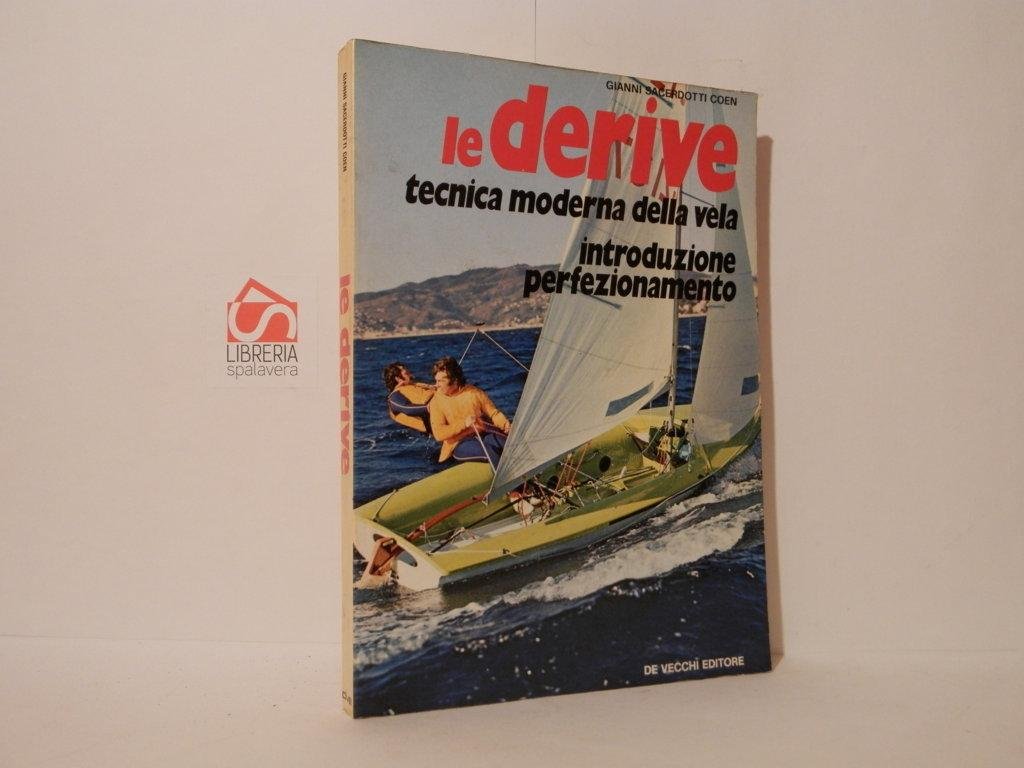 GIANNI SACERDOTTI COEN
le derive
tecnica moderna della vela
introduzione
perfezionamento
DE VECCHI EDITORE
GIANNI SACERDOTTI COEN
le derive
LIBRERIA
spalavera